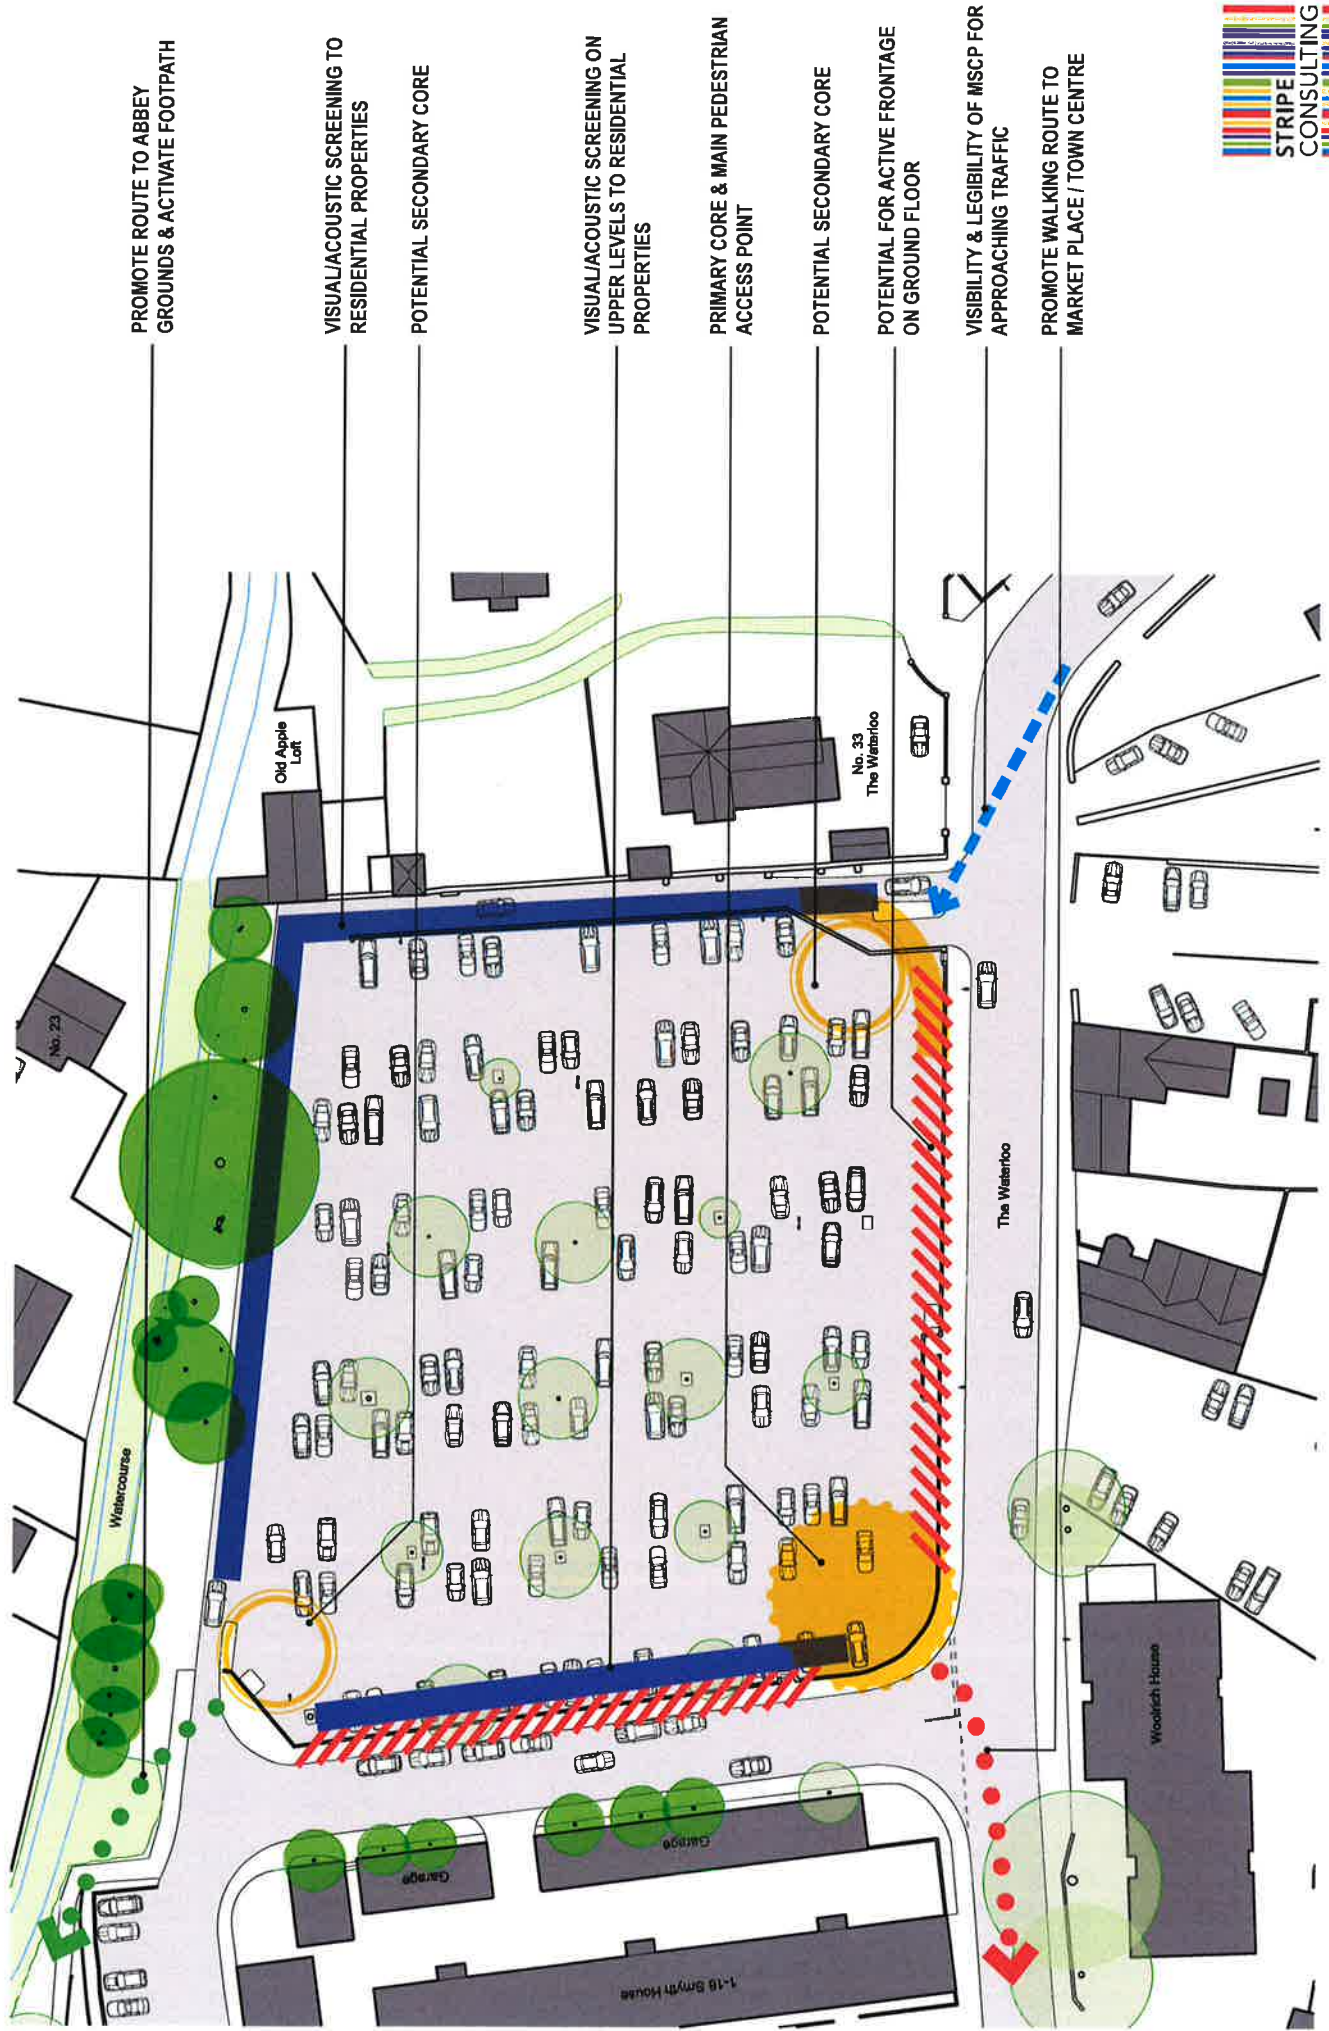 PROMOTE ROUTE TO ABBEY
GROUNDS & ACTIVATE FOOTPATH
VISUAL/ACOUSTIC SCREENING TO
RESIDENTIAL PROPERTIES
POTENTIAL SECONDARY CORE
VISUAL/ACOUSTIC SCREENING ON
UPPER LEVELS TO RESIDENTIAL
PROPERTIES
PRIMARY CORE & MAIN PEDESTRIAN
ACCESS POINT
POTENTIAL SECONDARY CORE
POTENTIAL FOR ACTIVE FRONTAGE
ON GROUND FLOOR
VISIBILITY & LEGIBILITY OF MSCP FOR
APPROACHING TRAFFIC
PROMOTE WALKING ROUTE TO
MARKET PLACE / TOWN CENTRE
STRIPE
CONSULTING
Old Apple
Loft
No. 33
The Waterloo
No. 23
Watercourse
The Waterloo
Woolrich House
Garage
Garage
1-18 Smyth House